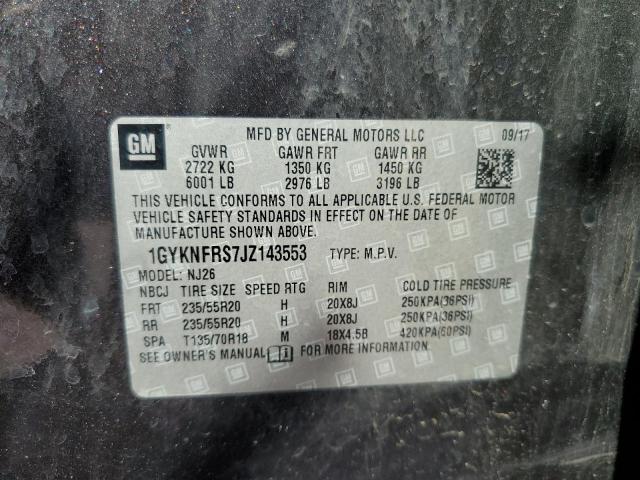 GM
MFD BY GENERAL MOTORS LLC 09/17
GVWR GAWR FRT GAWR RR
2722 KG 1350 KG 1450 KG
6001 LB 2976 LB 3196 LB
THIS VEHICLE CONFORMS TO ALL APPLICABLE U.S. FEDERAL MOTOR
VEHICLE SAFETY STANDARDS IN EFFECT ON THE DATE OF
MANUFACTURE SHOWN ABOVE.
1GYKNFRS7JZ143553 TYPE: M.P.V.
MODEL: NJ26
NBCJ TIRE SIZE SPEED RTG RIM COLD TIRE PRESSURE
FRT 235/55R20 H 20X8J 250KPA(36PSI)
RR 235/55R20 H 20X8J 250KPA(36PSI)
SPA T135/70R18 M 18X4.5B 420KPA(60PSI)
SEE OWNER'S MANUAL FOR MORE INFORMATION.